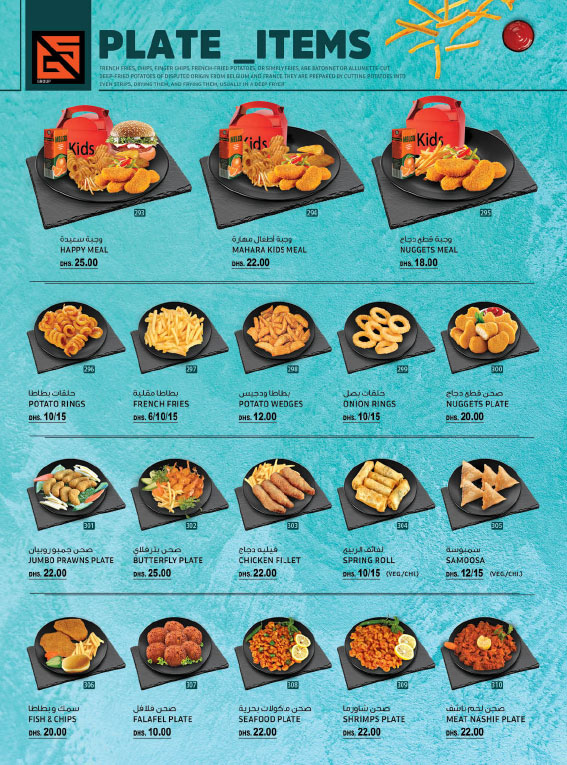 GSF
GROUP
PLATE _ITEMS
FRENCH FRIES, CHIPS, FINGER CHIPS, FRENCH-FRIED POTATOES, OR SIMPLY FRIES, ARE BATONNET OR ALLUMETTE CUT
DEEP-FRIED POTATOES OF DISPUTED ORIGIN FROM BELGIUM AND FRANCE. THEY ARE PREPARED BY CUTTING POTATOES INTO
EVEN STRIPS, DRYING THEM, AND FRYING THEM, USUALLY IN A DEEP FRYER
Kids Kids Kids
293 294 295
وجبة سعيدة وجبة اطفال مهارة وجبة قطع دجاج
HAPPY MEAL MAHARA KIDS MEAL NUGGETS MEAL
DHS. 25.00 DHS. 22.00 DHS. 18.00
296 297 298 299 300
حلقات بطاطا بطاطا مقلية بطاطا ودجيس حلقات بصل صحن قطع دجاج
POTATO RINGS FRENCH FRIES POTATO WEDGES ONION RINGS NUGGETS PLATE
DHS. 10/15 DHS. 6/10/15 DHS. 12.00 DHS. 10/15 DHS. 20.00
301 302 303 304 305
صحن جمبو روبيان صحن بترفلاي فيليه دجاج لفائف الربيع سمبوسة
JUMBO PRAWNS PLATE BUTTERFLY PLATE CHICKEN FILLET SPRING ROLL SAMOOSA
DHS. 22.00 DHS. 25.00 DHS. 22.00 DHS. 10/15 (VEG./CHI.) DHS. 12/15 (VEG./CHI.)
306 307 308 309 310
سمك و بطاطا صحن فلافل صحن مكولات بحرية صحن شاورما صحن لحم ناشف
FISH & CHIPS FALAFEL PLATE SEAFOOD PLATE SHRIMPS PLATE MEAT NASHIF PLATE
DHS. 20.00 DHS. 10.00 DHS. 22.00 DHS. 22.00 DHS. 22.00